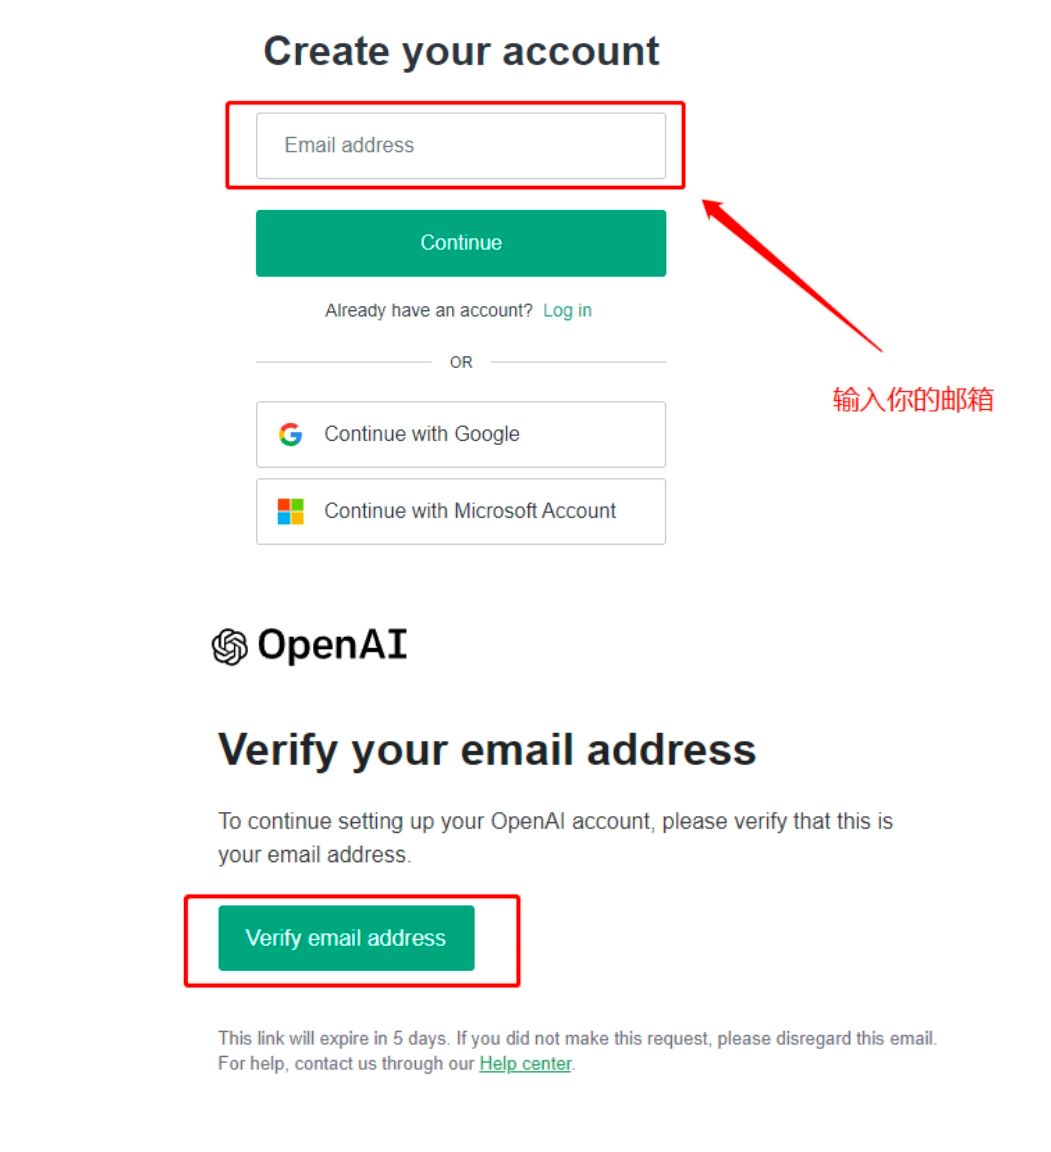 Create your account
Email address
Continue
Already have an account? Log in
OR
输入你的邮箱
Continue with Google
Continue with Microsoft Account
OpenAI
Verify your email address
To continue setting up your OpenAI account, please verify that this is
your email address.
Verify email address
This link will expire in 5 days. If you did not make this request, please disregard this email.
For help, contact us through our Help center.